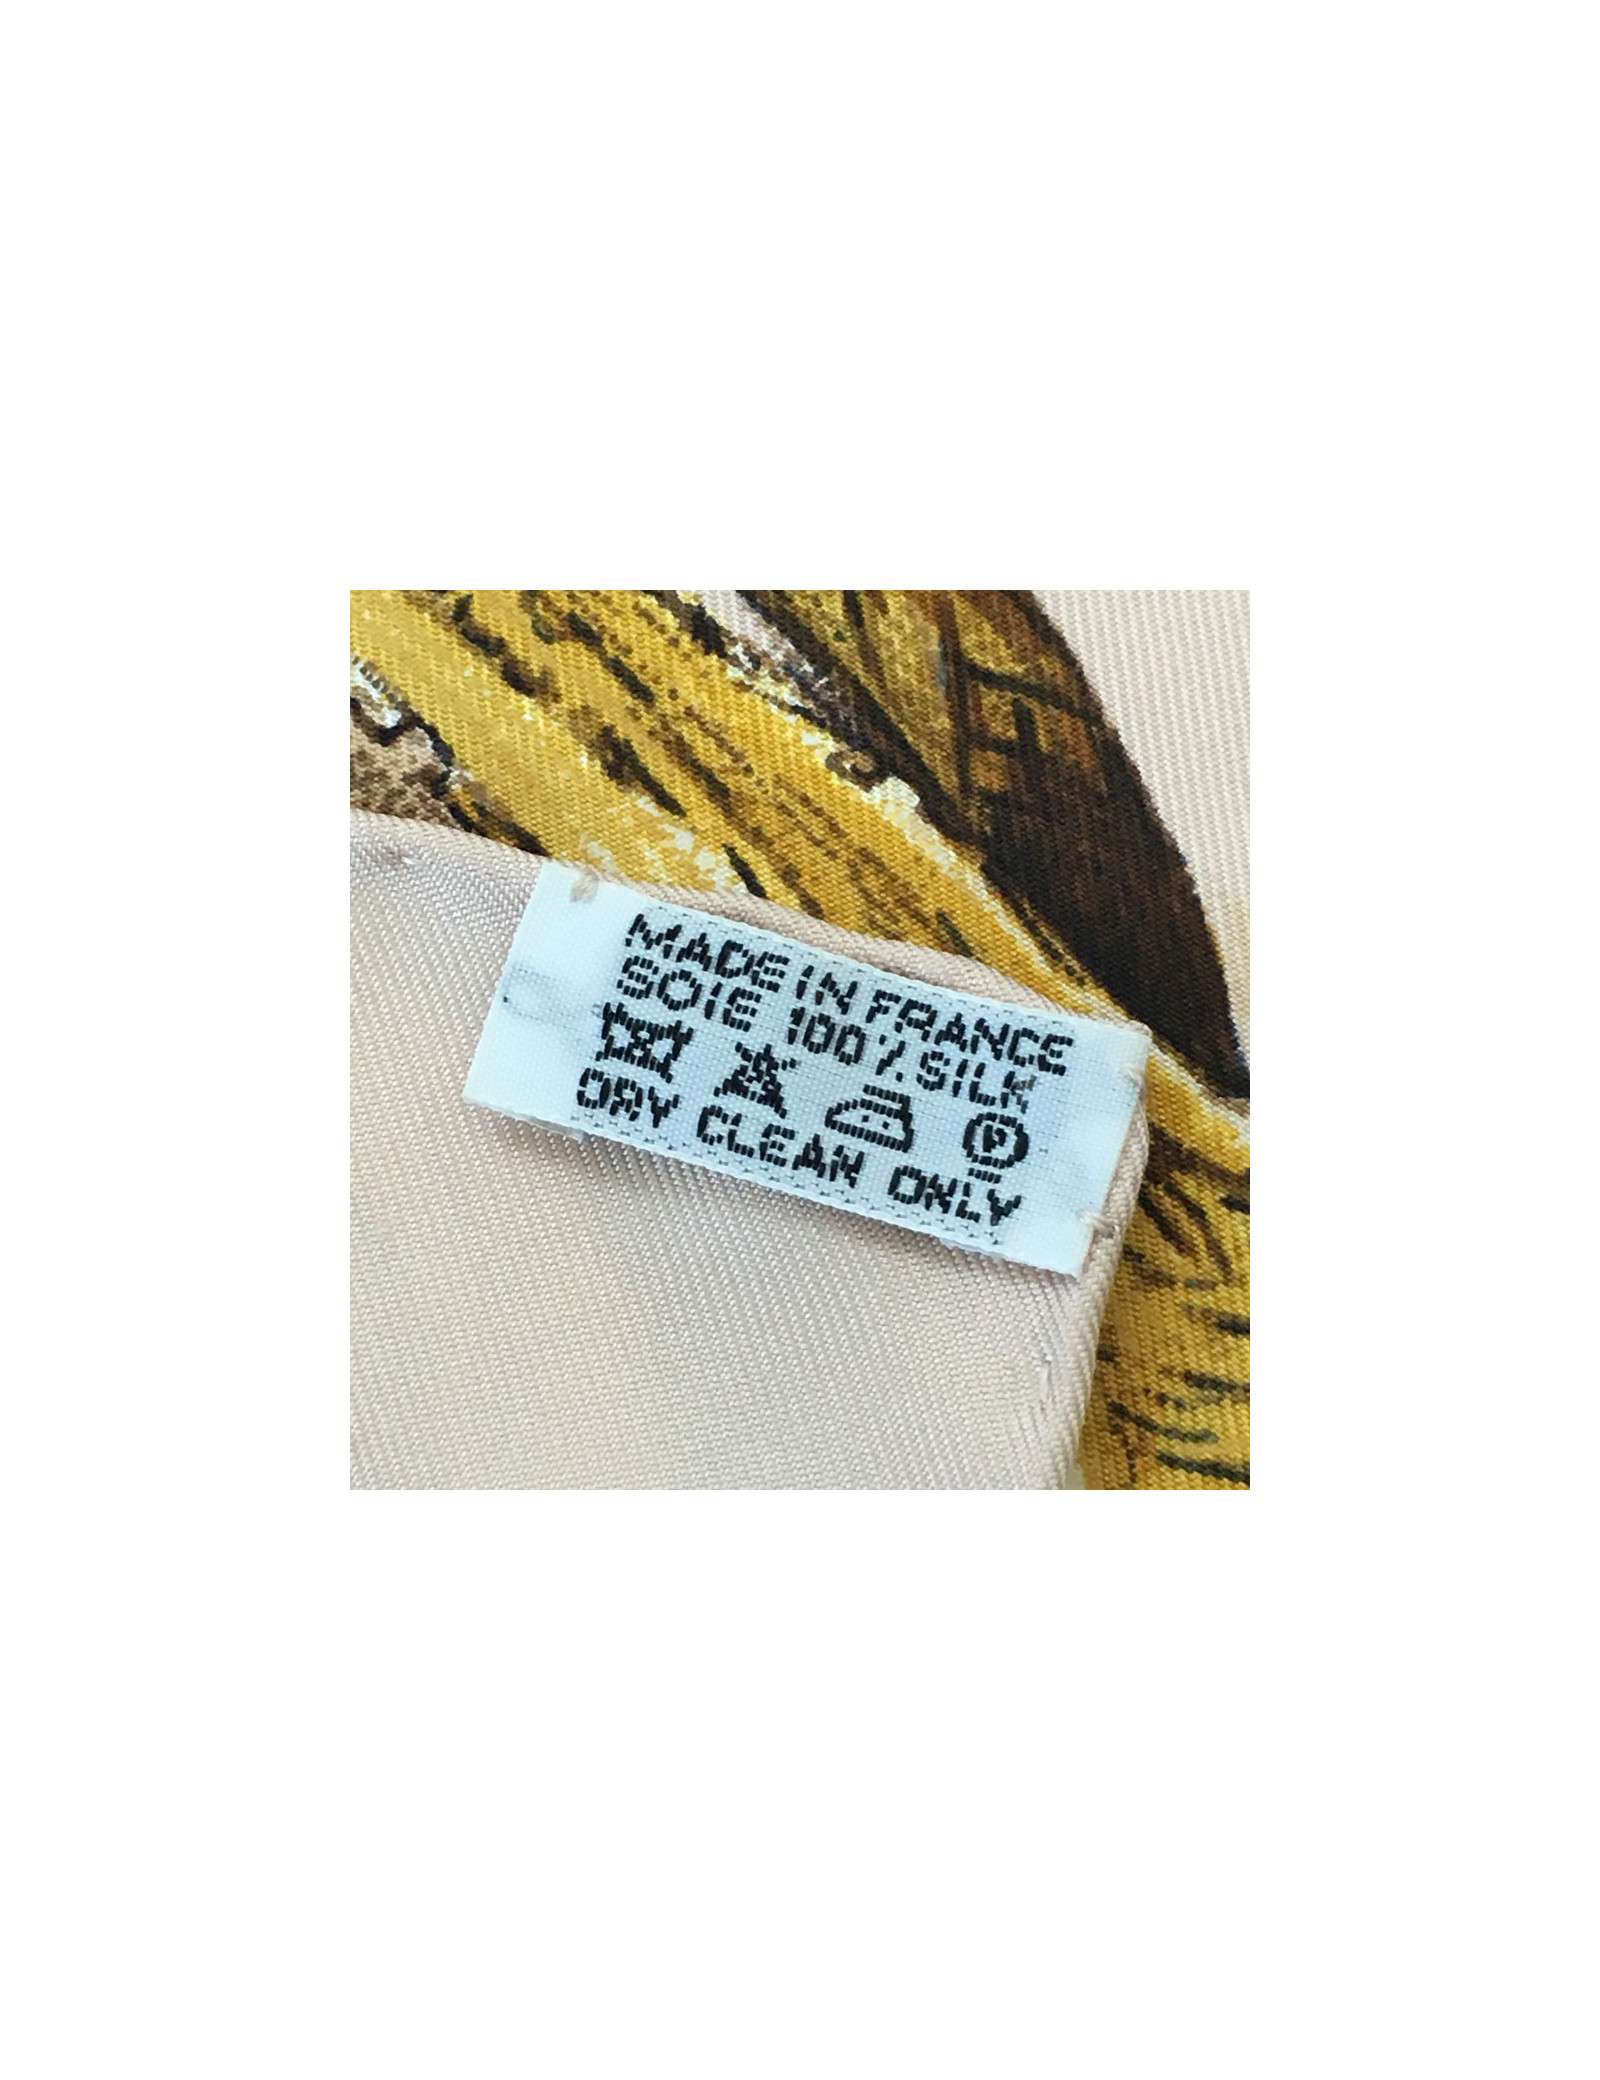 MADE IN FRANCE
SOIE 100% SILK
P
DRY CLEAN ONLY